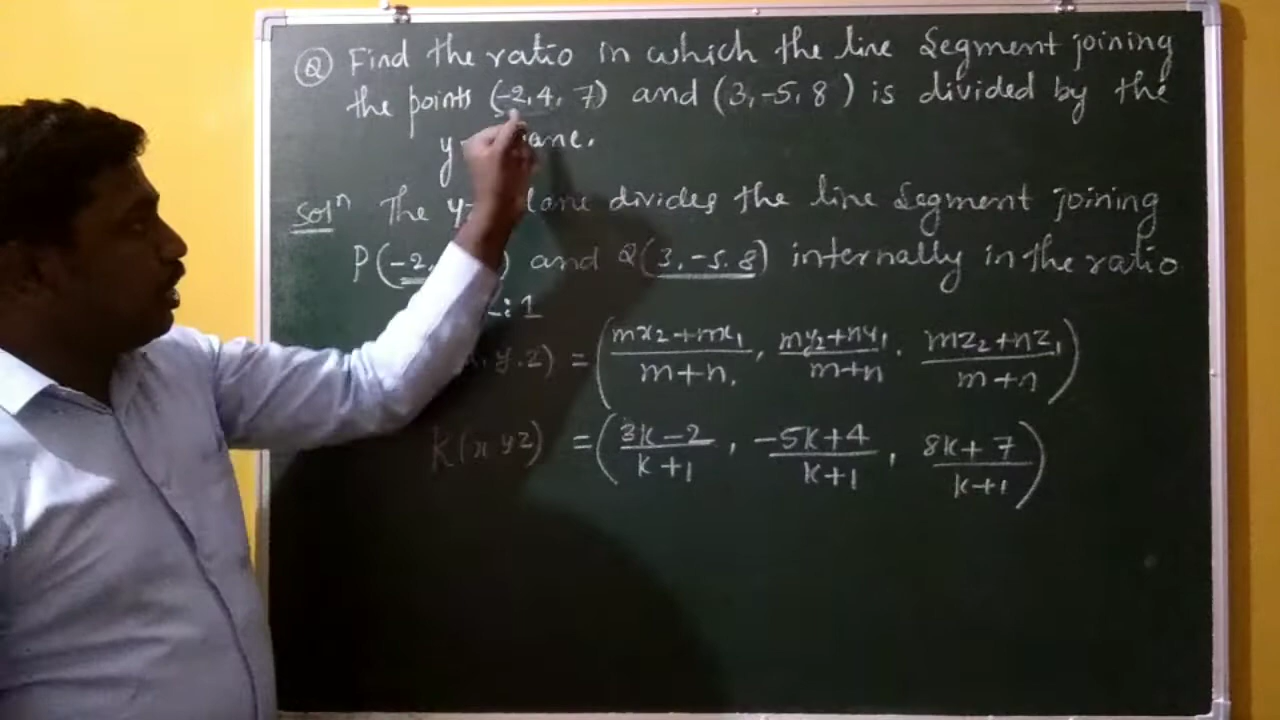 Q Find the ratio in which the line segment joining
the points (-2, 4, 7) and (3, -5, 8) is divided by the
y ane.
Solⁿ The y lane divides the line segment joining
P(-2, ) and Q(3, -5. 8) internally in the ratio
: 1
, y . z) = (mx₂+mx₁/m+n. , my₂+ny₁/m+n . mz₂+nz₁/m+n)
k(x y z) = (3k-2/k+1 , -5k+4/k+1 , 8k+7/k+1)